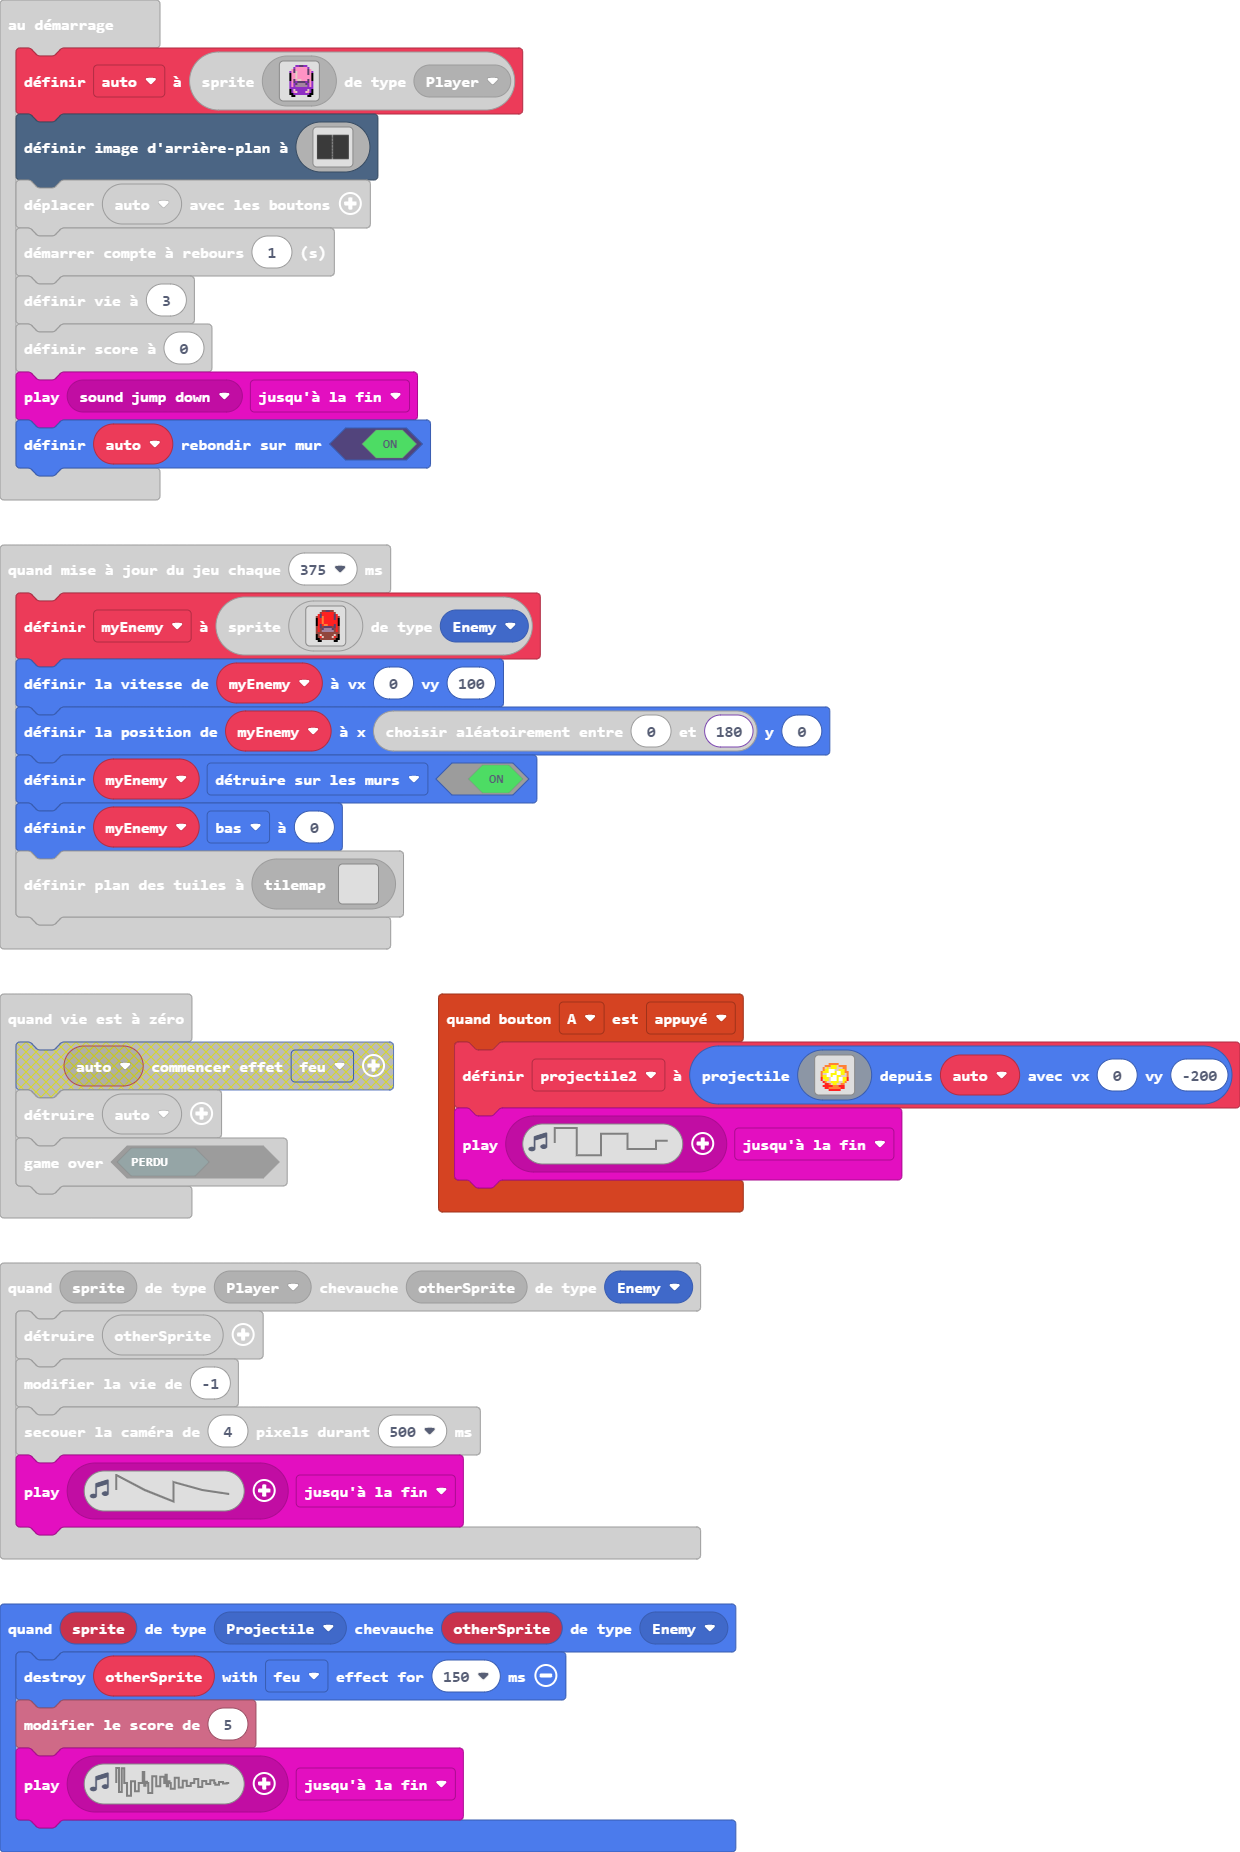 au démarrage
définir auto à sprite de type Player
définir image d'arrière-plan à
déplacer auto avec les boutons
démarrer compte à rebours 1 (s)
définir vie à 3
définir score à 0
play sound jump down jusqu'à la fin
définir auto rebondir sur mur ON
quand mise à jour du jeu chaque 375 ms
définir myEnemy à sprite de type Enemy
définir la vitesse de myEnemy à vx 0 vy 100
définir la position de myEnemy à x choisir aléatoirement entre 0 et 180 y 0
définir myEnemy détruire sur les murs ON
définir myEnemy bas à 0
définir plan des tuiles à tilemap
quand vie est à zéro
auto commencer effet feu
détruire auto
game over PERDU
quand bouton A est appuyé
définir projectile2 à projectile depuis auto avec vx 0 vy -200
play jusqu'à la fin
quand sprite de type Player chevauche otherSprite de type Enemy
détruire otherSprite
modifier la vie de -1
secouer la caméra de 4 pixels durant 500 ms
play jusqu'à la fin
quand sprite de type Projectile chevauche otherSprite de type Enemy
destroy otherSprite with feu effect for 150 ms
modifier le score de 5
play jusqu'à la fin